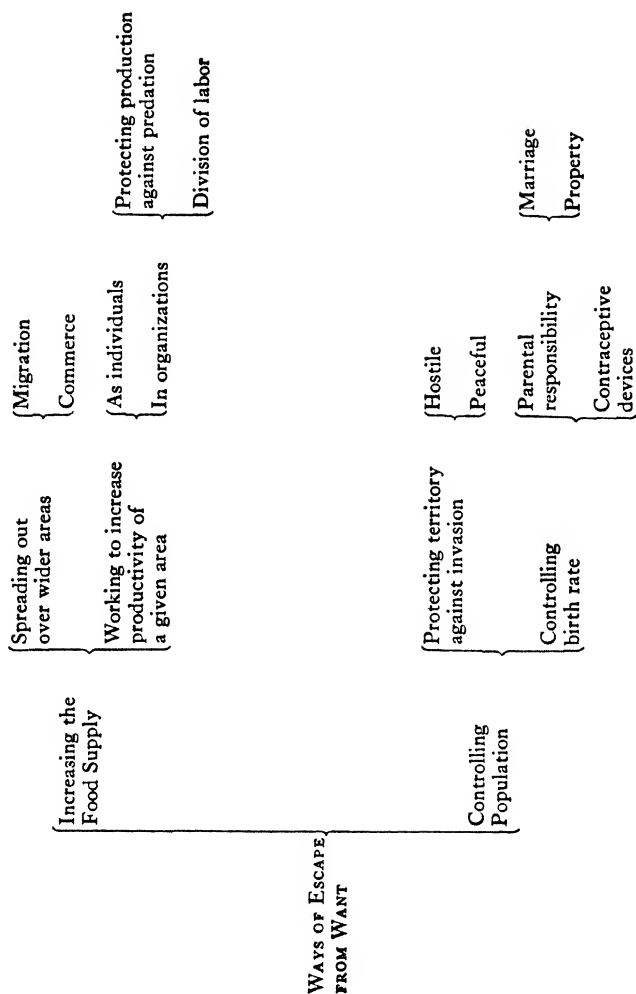 WAYS OF ESCAPE
FROM WANT
Increasing the
Food Supply
Spreading out
over wider areas
Migration
Commerce
Working to increase
productivity of
a given area
As individuals
In organizations
Protecting production
against predation
Division of labor
Controlling
Population
Protecting territory
against invasion
Hostile
Peaceful
Controlling
birth rate
Parental
responsibility
Marriage
Property
Contraceptive
devices